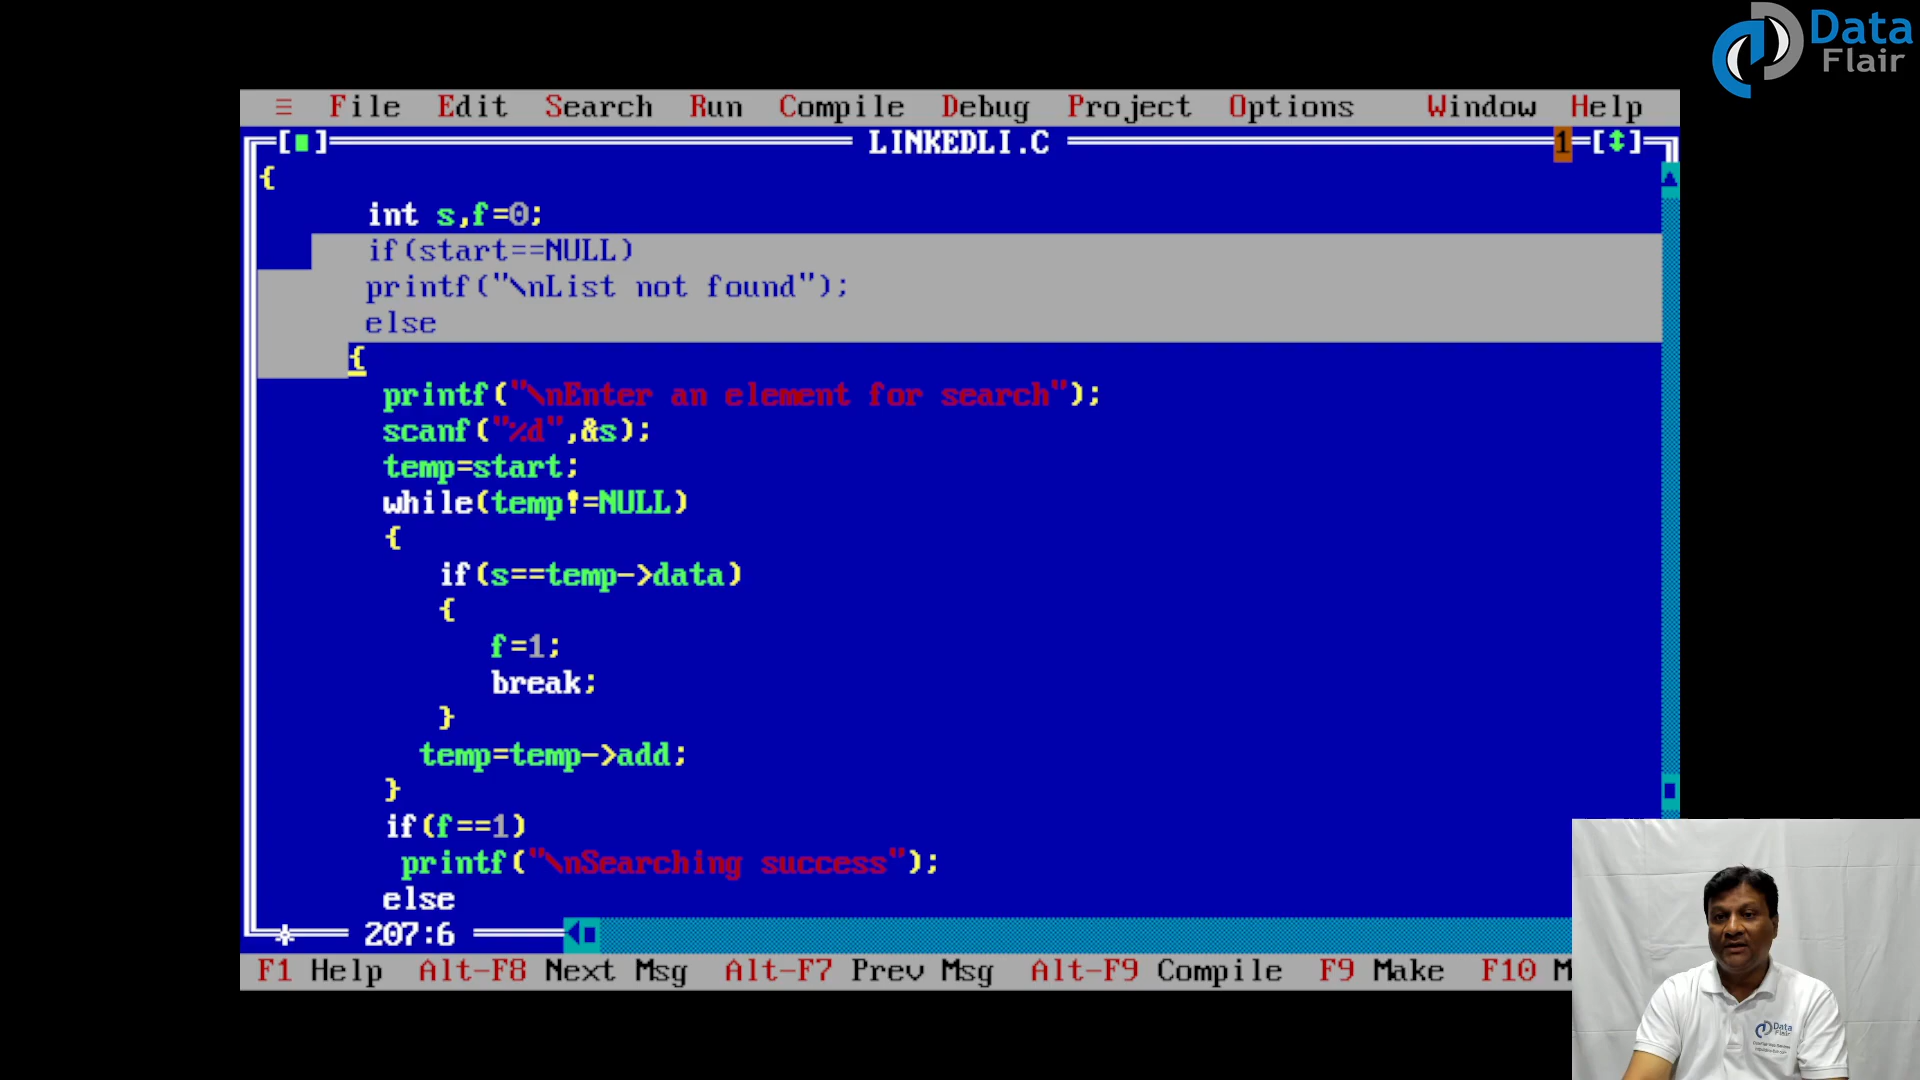 Data
Flair
≡ File Edit Search Run Compile Debug Project Options Window Help
[■] LINKEDLI.C 1 [↕]
{
int s,f=0;
if(start==NULL)
printf("\nList not found");
else
{
printf("\nEnter an element for search");
scanf("%d",&s);
temp=start;
while(temp!=NULL)
{
if(s==temp->data)
{
f=1;
break;
}
temp=temp->add;
}
if(f==1)
printf("\nSearching success");
else
207:6
F1 Help Alt-F8 Next Msg Alt-F7 Prev Msg Alt-F9 Compile F9 Make F10 M
Data
Flair